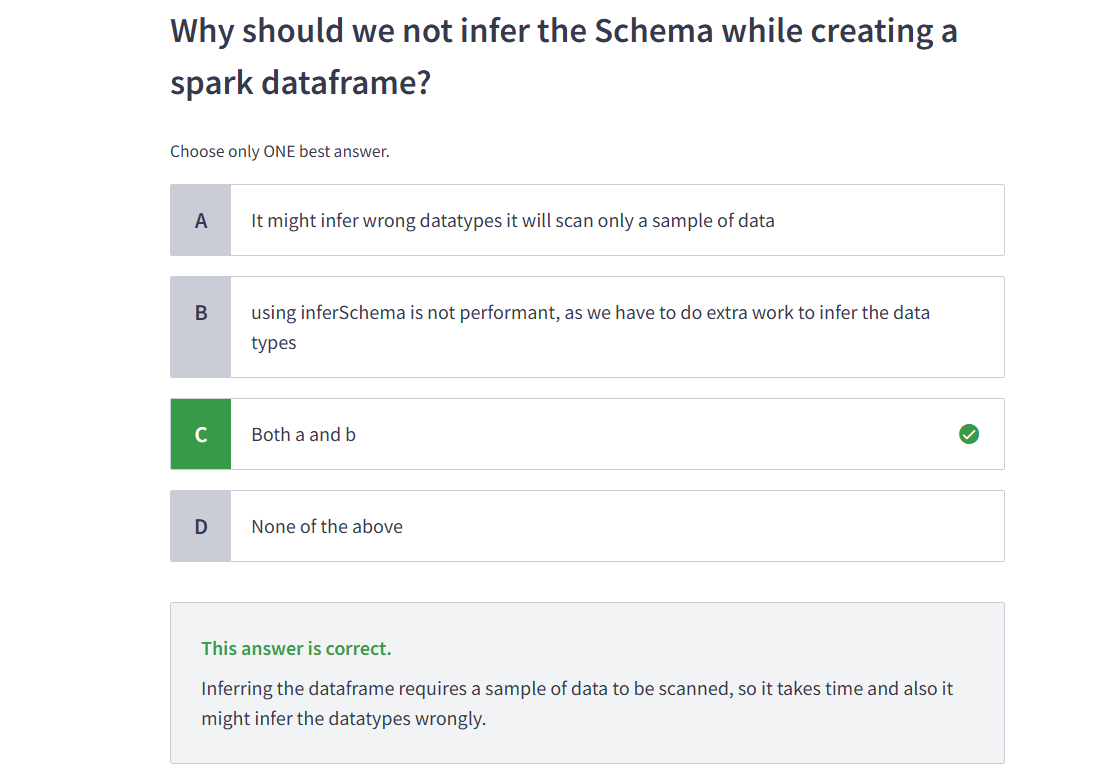 Why should we not infer the Schema while creating a
spark dataframe?
Choose only ONE best answer.
A
It might infer wrong datatypes it will scan only a sample of data
B
using inferSchema is not performant, as we have to do extra work to infer the data
types
C
Both a and b
D
None of the above
This answer is correct.
Inferring the dataframe requires a sample of data to be scanned, so it takes time and also it
might infer the datatypes wrongly.